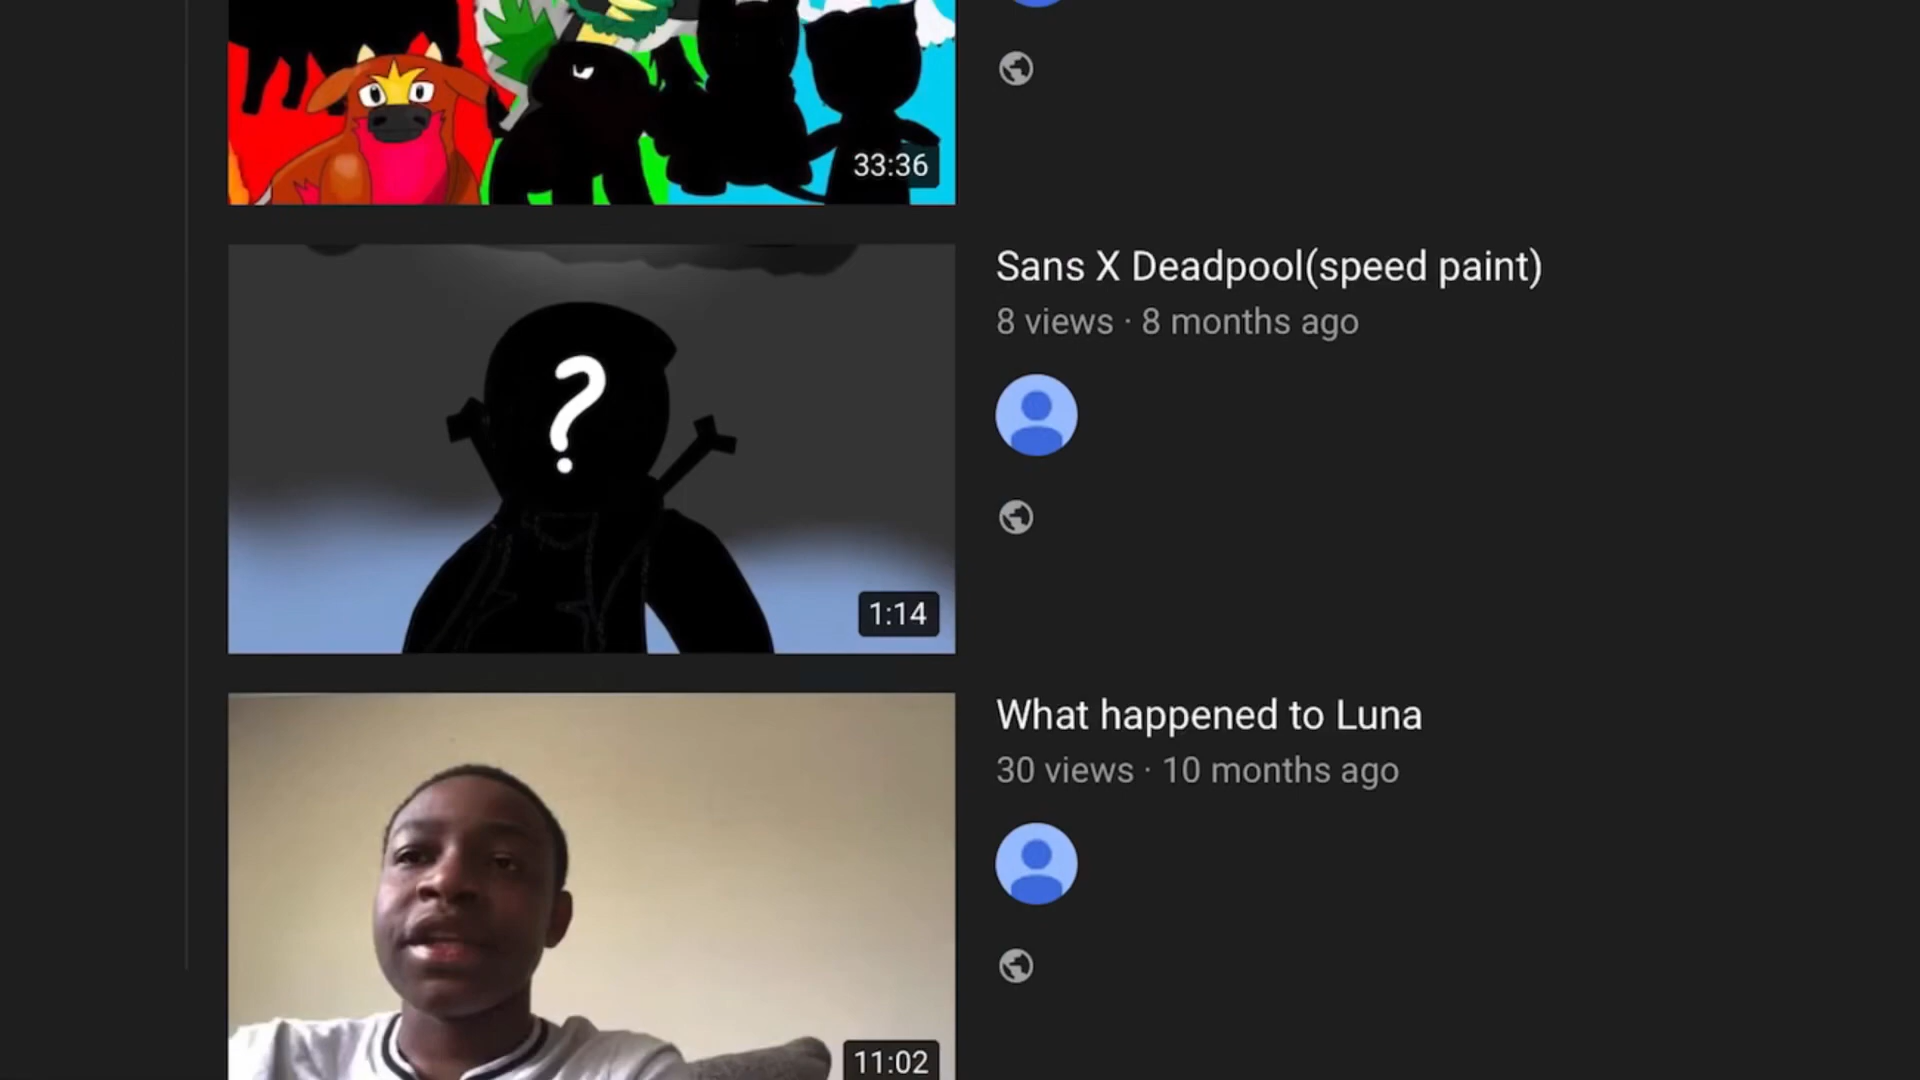 33:36
Sans X Deadpool(speed paint)
8 views · 8 months ago
?
1:14
What happened to Luna
30 views · 10 months ago
11:02